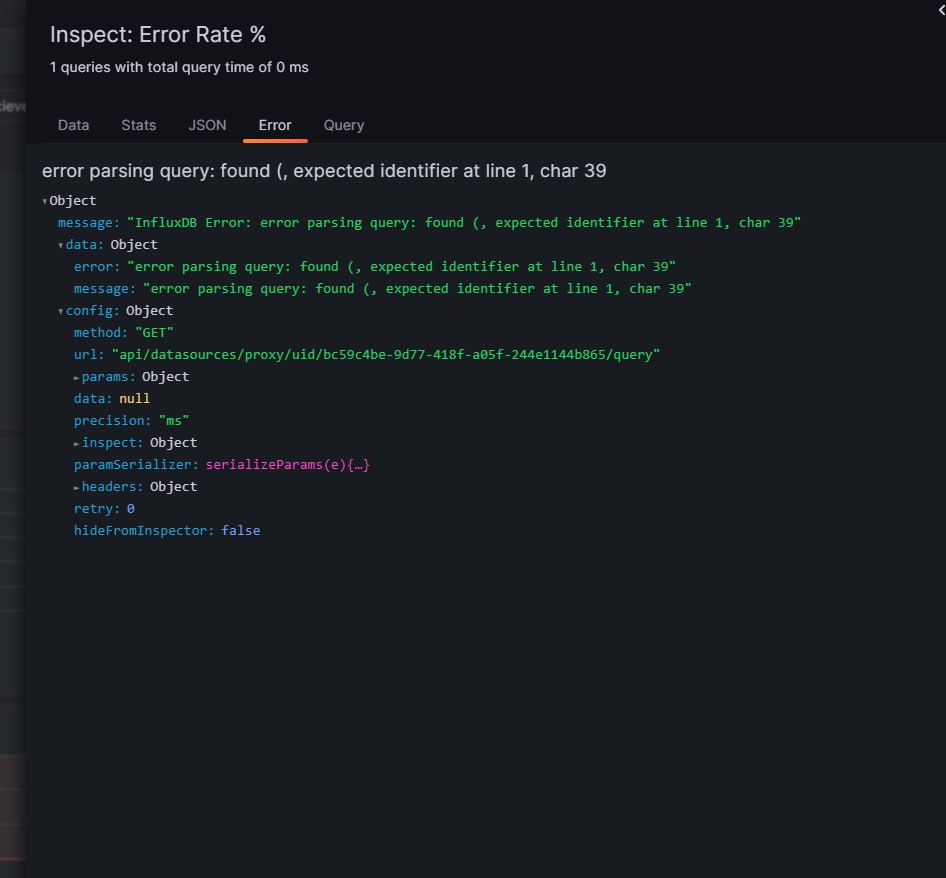 Inspect: Error Rate %
1 queries with total query time of 0 ms
Data Stats JSON Error Query
error parsing query: found (, expected identifier at line 1, char 39
▾Object
message: "InfluxDB Error: error parsing query: found (, expected identifier at line 1, char 39"
▾data: Object
error: "error parsing query: found (, expected identifier at line 1, char 39"
message: "error parsing query: found (, expected identifier at line 1, char 39"
▾config: Object
method: "GET"
url: "api/datasources/proxy/uid/bc59c4be-9d77-418f-a05f-244e1144b865/query"
►params: Object
data: null
precision: "ms"
►inspect: Object
paramSerializer: serializeParams(e){…}
►headers: Object
retry: 0
hideFromInspector: false